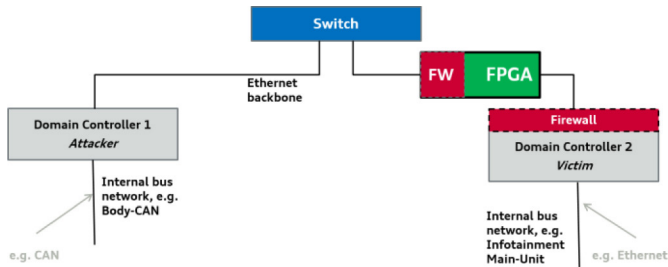 Switch
FW
FPGA
Ethernet
backbone
Domain Controller 1
Attacker
Firewall
Domain Controller 2
Victim
Internal bus
network, e.g.
Body-CAN
e.g. CAN
Internal bus
network, e.g.
Infotainment
Main-Unit
e.g. Ethernet